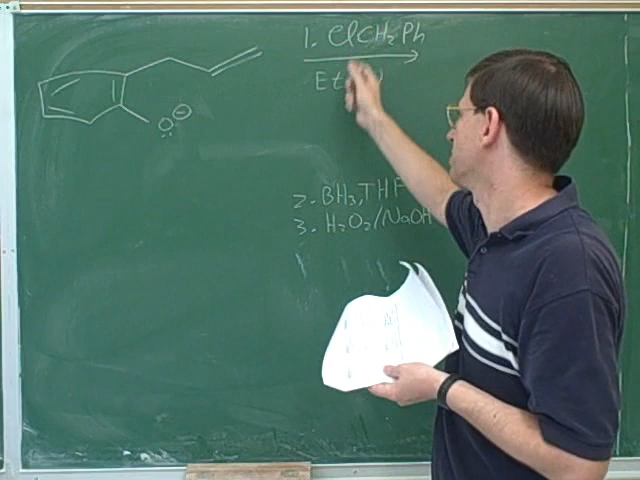 1. ClCH₂Ph
2. BH₃, THF
3. H₂O₂/NaOH
O